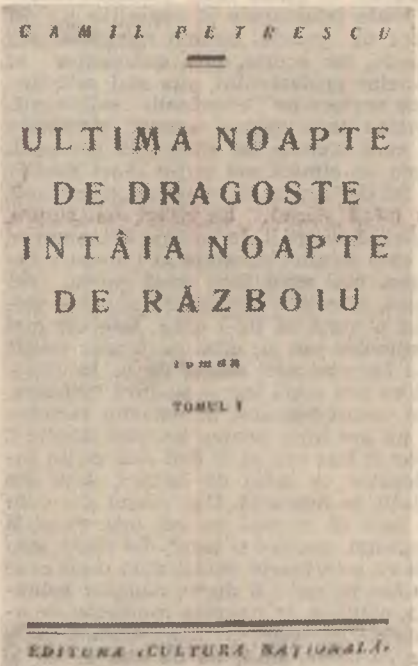 CAMIL PETRESCU
ULTIMA NOAPTE
DE DRAGOSTE
INTÂIA NOAPTE
DE RĂZBOIU
roman
TOMUL I
EDITURA «CULTURA NAȚIONALĂ»